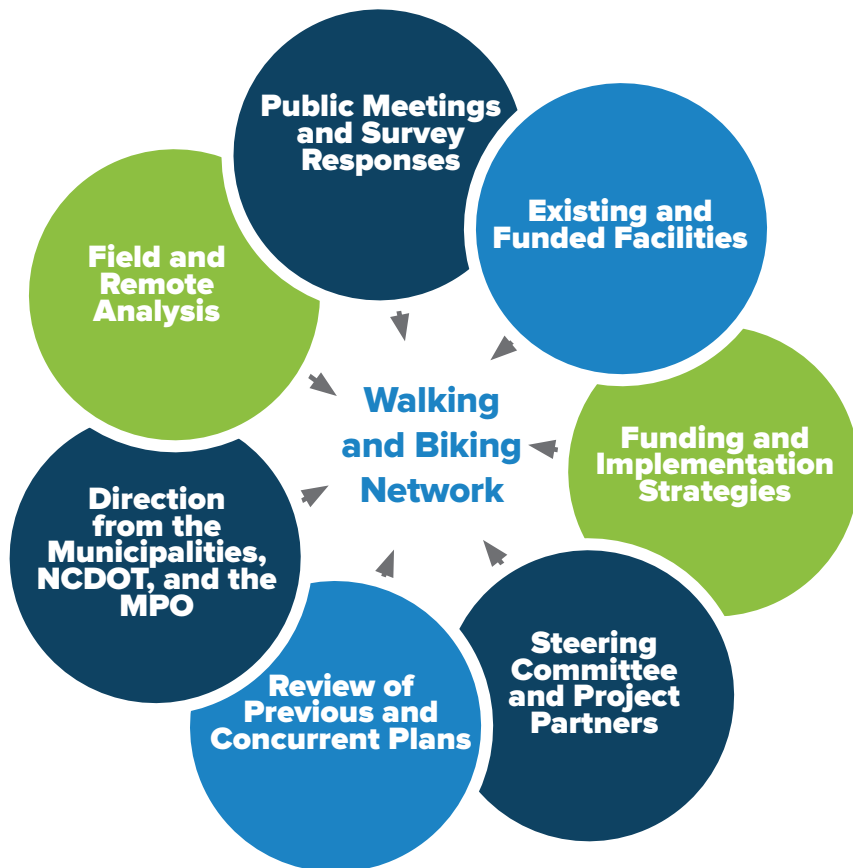 Public Meetings
and Survey
Responses
Existing and
Funded Facilities
Field and
Remote
Analysis
Walking
and Biking
Network
Funding and
Implementation
Strategies
Direction
from the
Municipalities,
NCDOT, and the
MPO
Steering
Committee
and Project
Partners
Review of
Previous and
Concurrent Plans